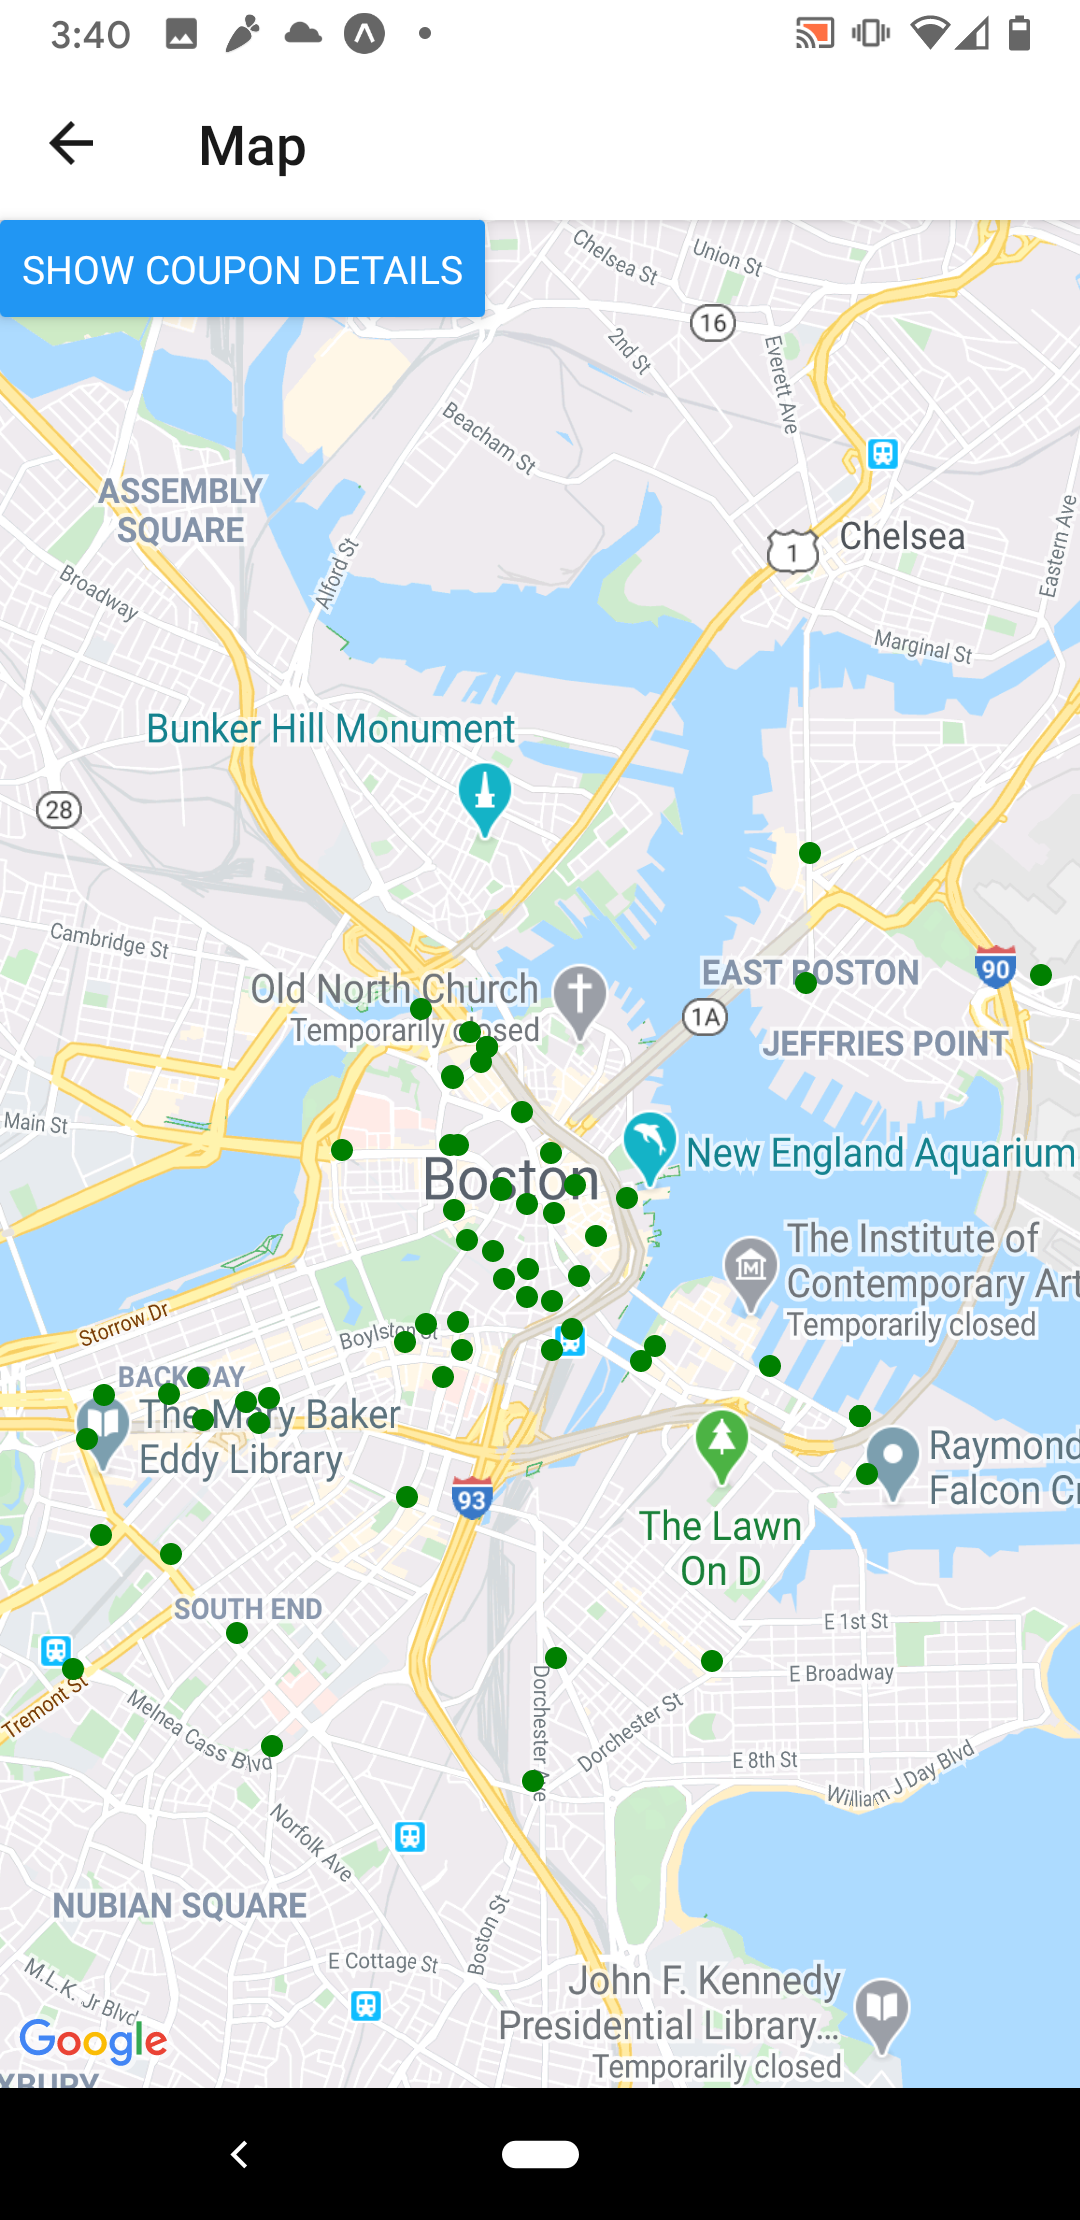 3:40
Map
SHOW COUPON DETAILS
Chelsea St
Union St
16
2nd St
Everett Ave
Beacham St
ASSEMBLY
SQUARE
Alford St
1
Chelsea
Eastern Ave
Broadway
Marginal St
Bunker Hill Monument
28
Cambridge St
Old North Church
Temporarily closed
EAST BOSTON
90
1A
JEFFRIES POINT
Main St
Boston
New England Aquarium
The Institute of
Contemporary Art
Temporarily closed
Storrow Dr
Boylston St
BACK BAY
The Mary Baker
Eddy Library
Raymond
Falcon Cr
93
The Lawn
On D
SOUTH END
E 1st St
E Broadway
Tremont St
Melnea Cass Blvd
Dorchester Ave
Dorchester St
E 8th St
William J Day Blvd
Norfolk Ave
NUBIAN SQUARE
Boston St
E Cottage St
M.L.K. Jr Blvd
John F. Kennedy
Presidential Library...
Temporarily closed
Google
XBURY